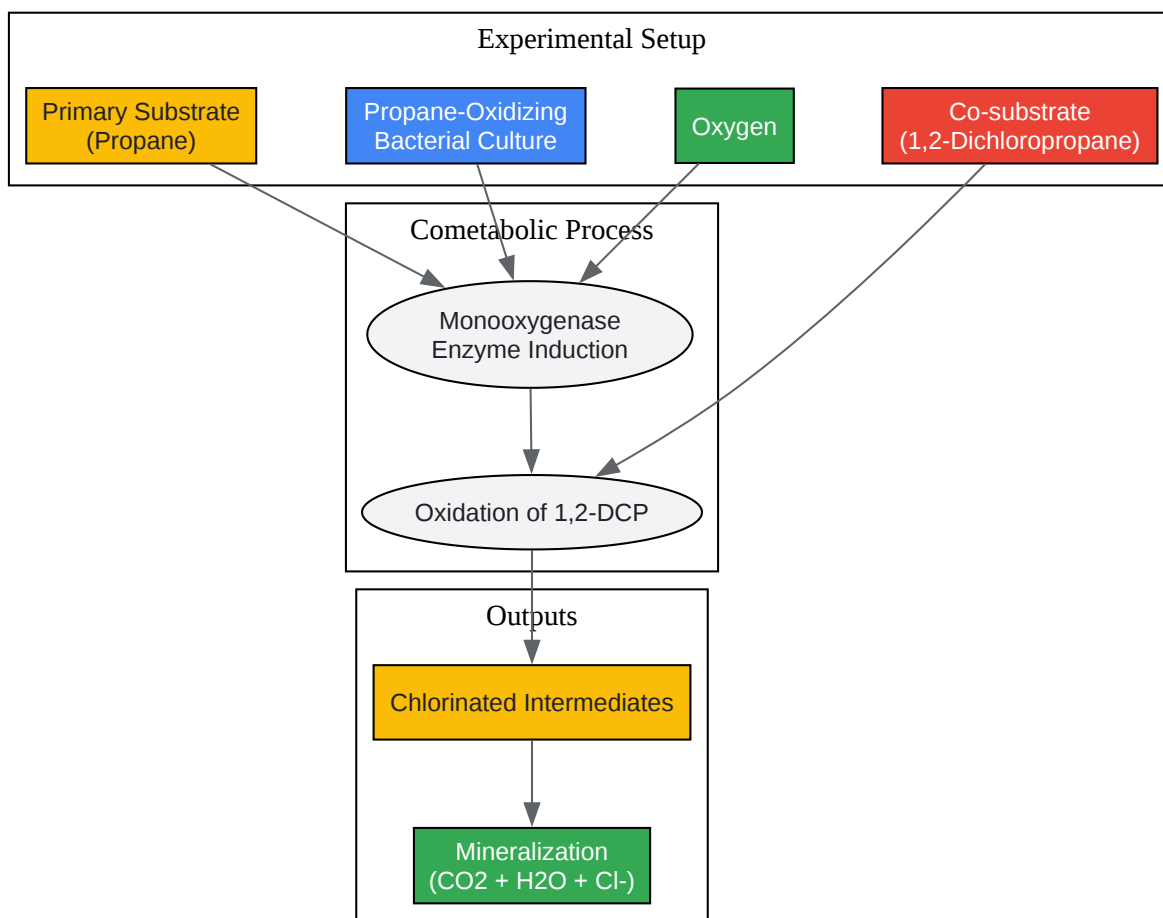 Experimental Setup
Primary Substrate
(Propane)
Propane-Oxidizing
Bacterial Culture
Oxygen
Co-substrate
(1,2-Dichloropropane)
Cometabolic Process
Monooxygenase
Enzyme Induction
Oxidation of 1,2-DCP
Outputs
Chlorinated Intermediates
Mineralization
(CO2 + H2O + Cl-)